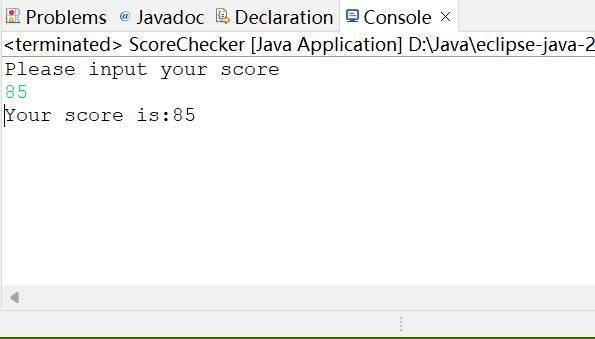 Problems @ Javadoc Declaration Console
<terminated> ScoreChecker [Java Application] D:\Java\eclipse-java-2
Please input your score
85
Your score is:85